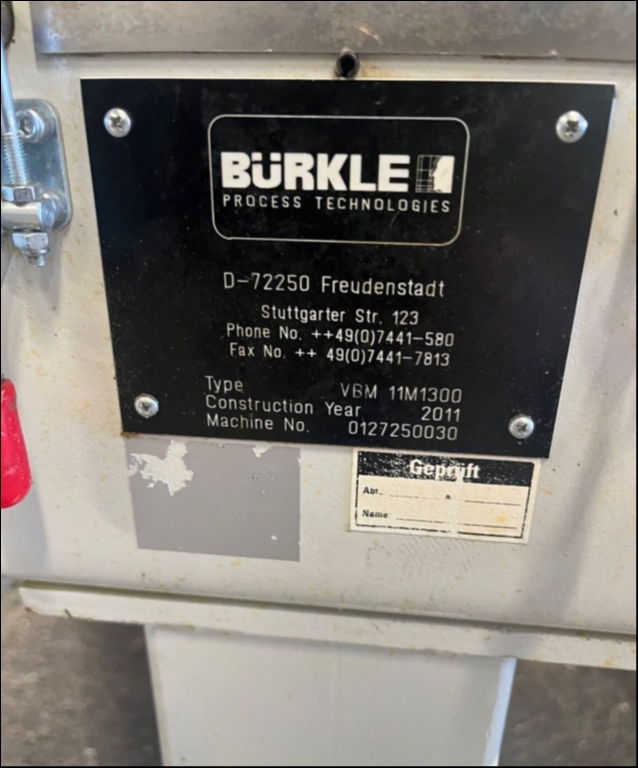 BÜRKLE
PROCESS TECHNOLOGIES
D-72250 Freudenstadt
Stuttgarter Str. 123
Phone No. ++49(0)7441-580
Fax No. ++ 49(0)7441-7813
Type VBM 11M1300
Construction Year 2011
Machine No. 0127250030
Geprüft
Abt.
Name